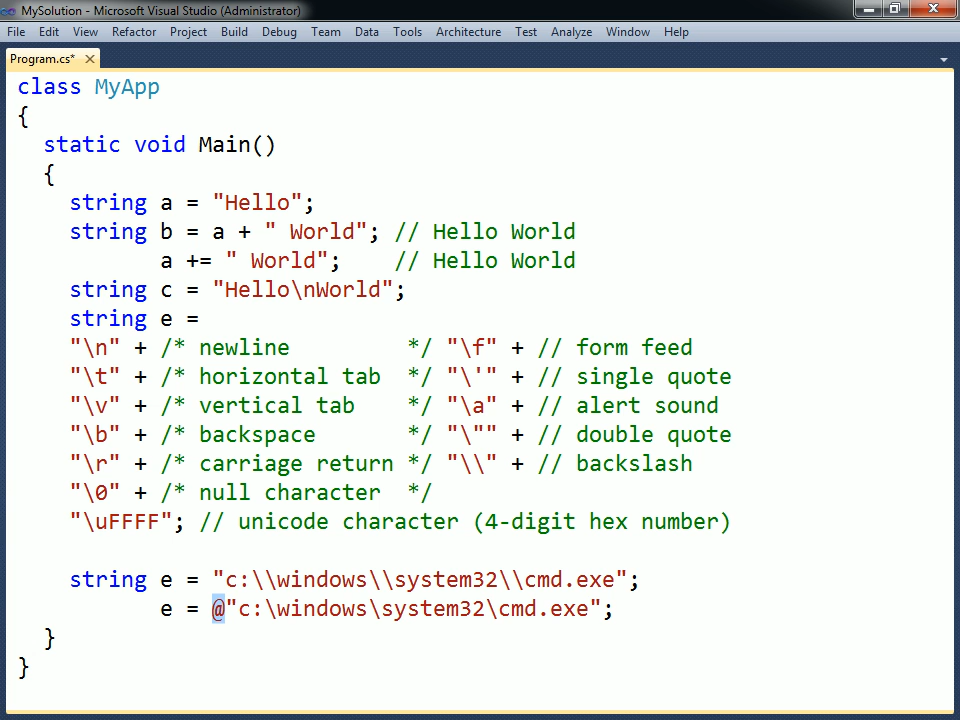 MySolution - Microsoft Visual Studio (Administrator)
File Edit View Refactor Project Build Debug Team Data Tools Architecture Test Analyze Window Help
Program.cs*
class MyApp
{
  static void Main()
  {
    string a = "Hello";
    string b = a + " World"; // Hello World
           a += " World";    // Hello World
    string c = "Hello\nWorld";
    string e =
    "\n" + /* newline         */ "\f" + // form feed
    "\t" + /* horizontal tab  */ "\'" + // single quote
    "\v" + /* vertical tab    */ "\a" + // alert sound
    "\b" + /* backspace       */ "\"" + // double quote
    "\r" + /* carriage return */ "\\" + // backslash
    "\0" + /* null character  */
    "\uFFFF"; // unicode character (4-digit hex number)
    string e = "c:\\windows\\system32\\cmd.exe";
           e = @"c:\windows\system32\cmd.exe";
  }
}